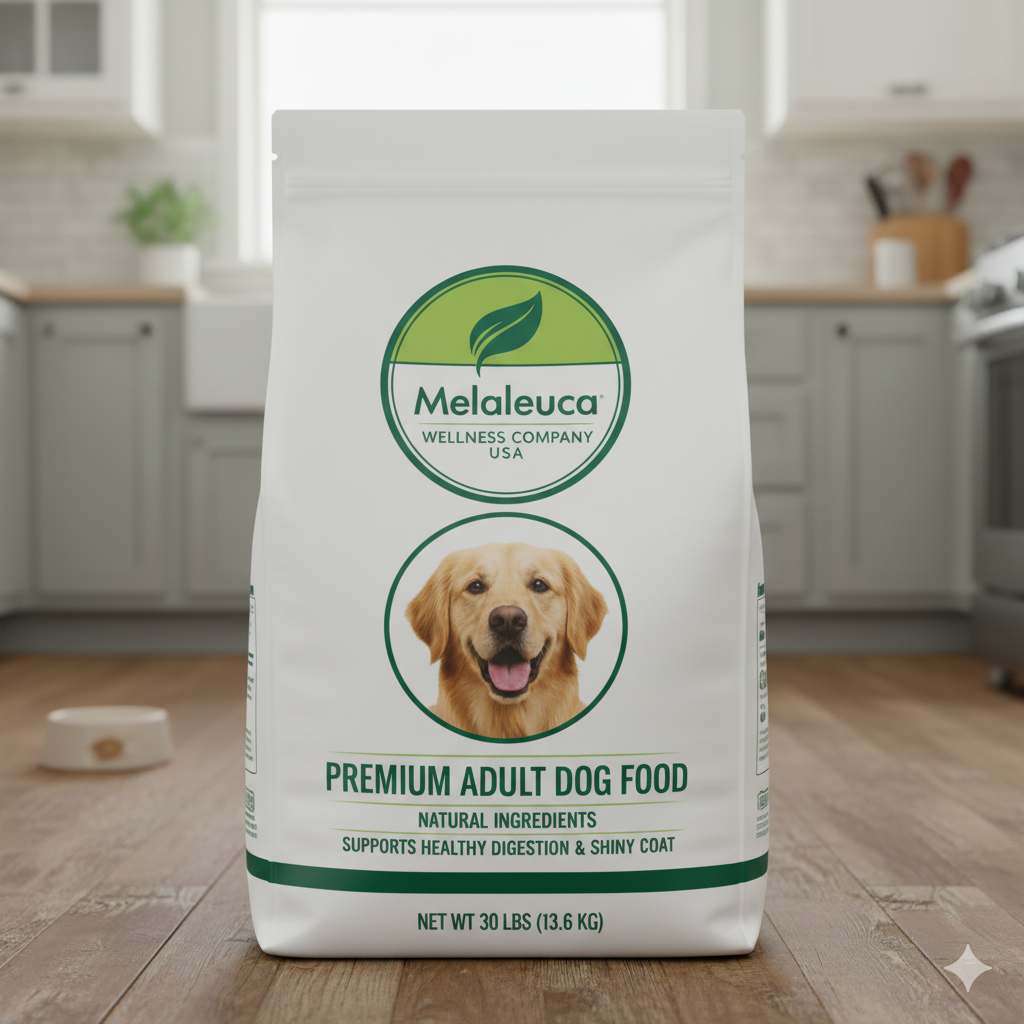 Melaleuca®
WELLNESS COMPANY
USA
PREMIUM ADULT DOG FOOD
NATURAL INGREDIENTS
SUPPORTS HEALTHY DIGESTION & SHINY COAT
NET WT 30 LBS (13.6 KG)